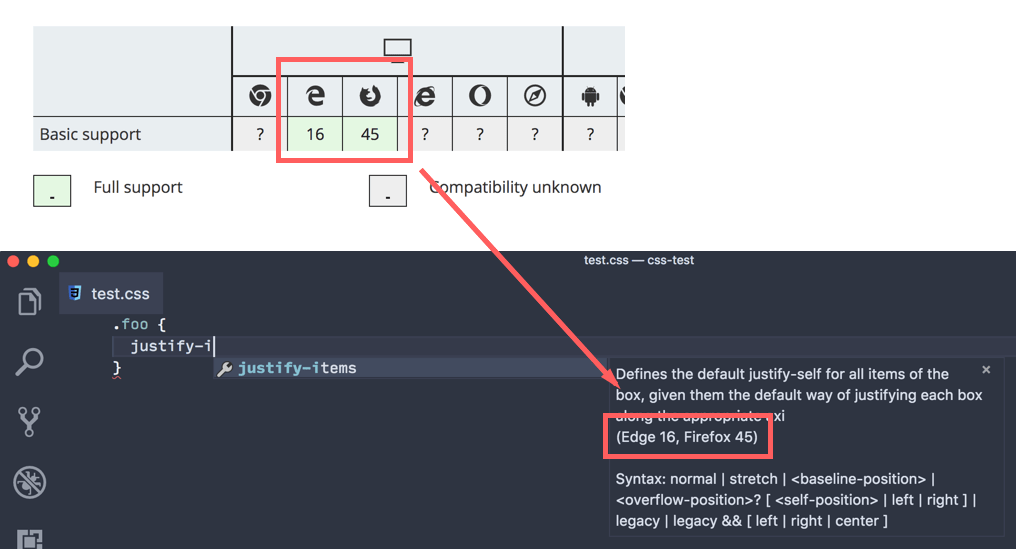 Basic support ? 16 45 ? ? ? ?
- Full support - Compatibility unknown
test.css — css-test
test.css
.foo {
justify-i
}
justify-items
Defines the default justify-self for all items of the ×
box, given them the default way of justifying each box
along the appropriate axi
(Edge 16, Firefox 45)
Syntax: normal | stretch | <baseline-position> |
<overflow-position>? [ <self-position> | left | right ] |
legacy | legacy && [ left | right | center ]